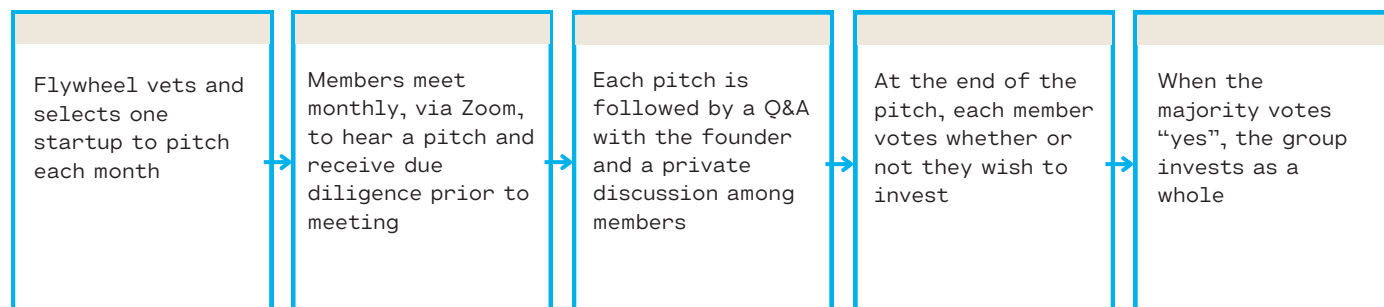 Flywheel vets and
selects one
startup to pitch
each month
Members meet
monthly, via Zoom,
to hear a pitch and
receive due
diligence prior to
meeting
Each pitch is
followed by a Q&A
with the founder
and a private
discussion among
members
At the end of the
pitch, each member
votes whether or
not they wish to
invest
When the
majority votes
“yes”, the group
invests as a
whole